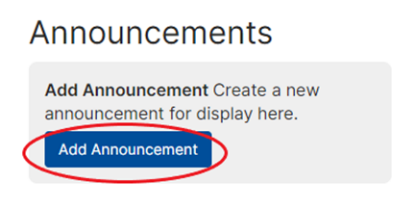 Announcements
Add Announcement Create a new
announcement for display here.
Add Announcement